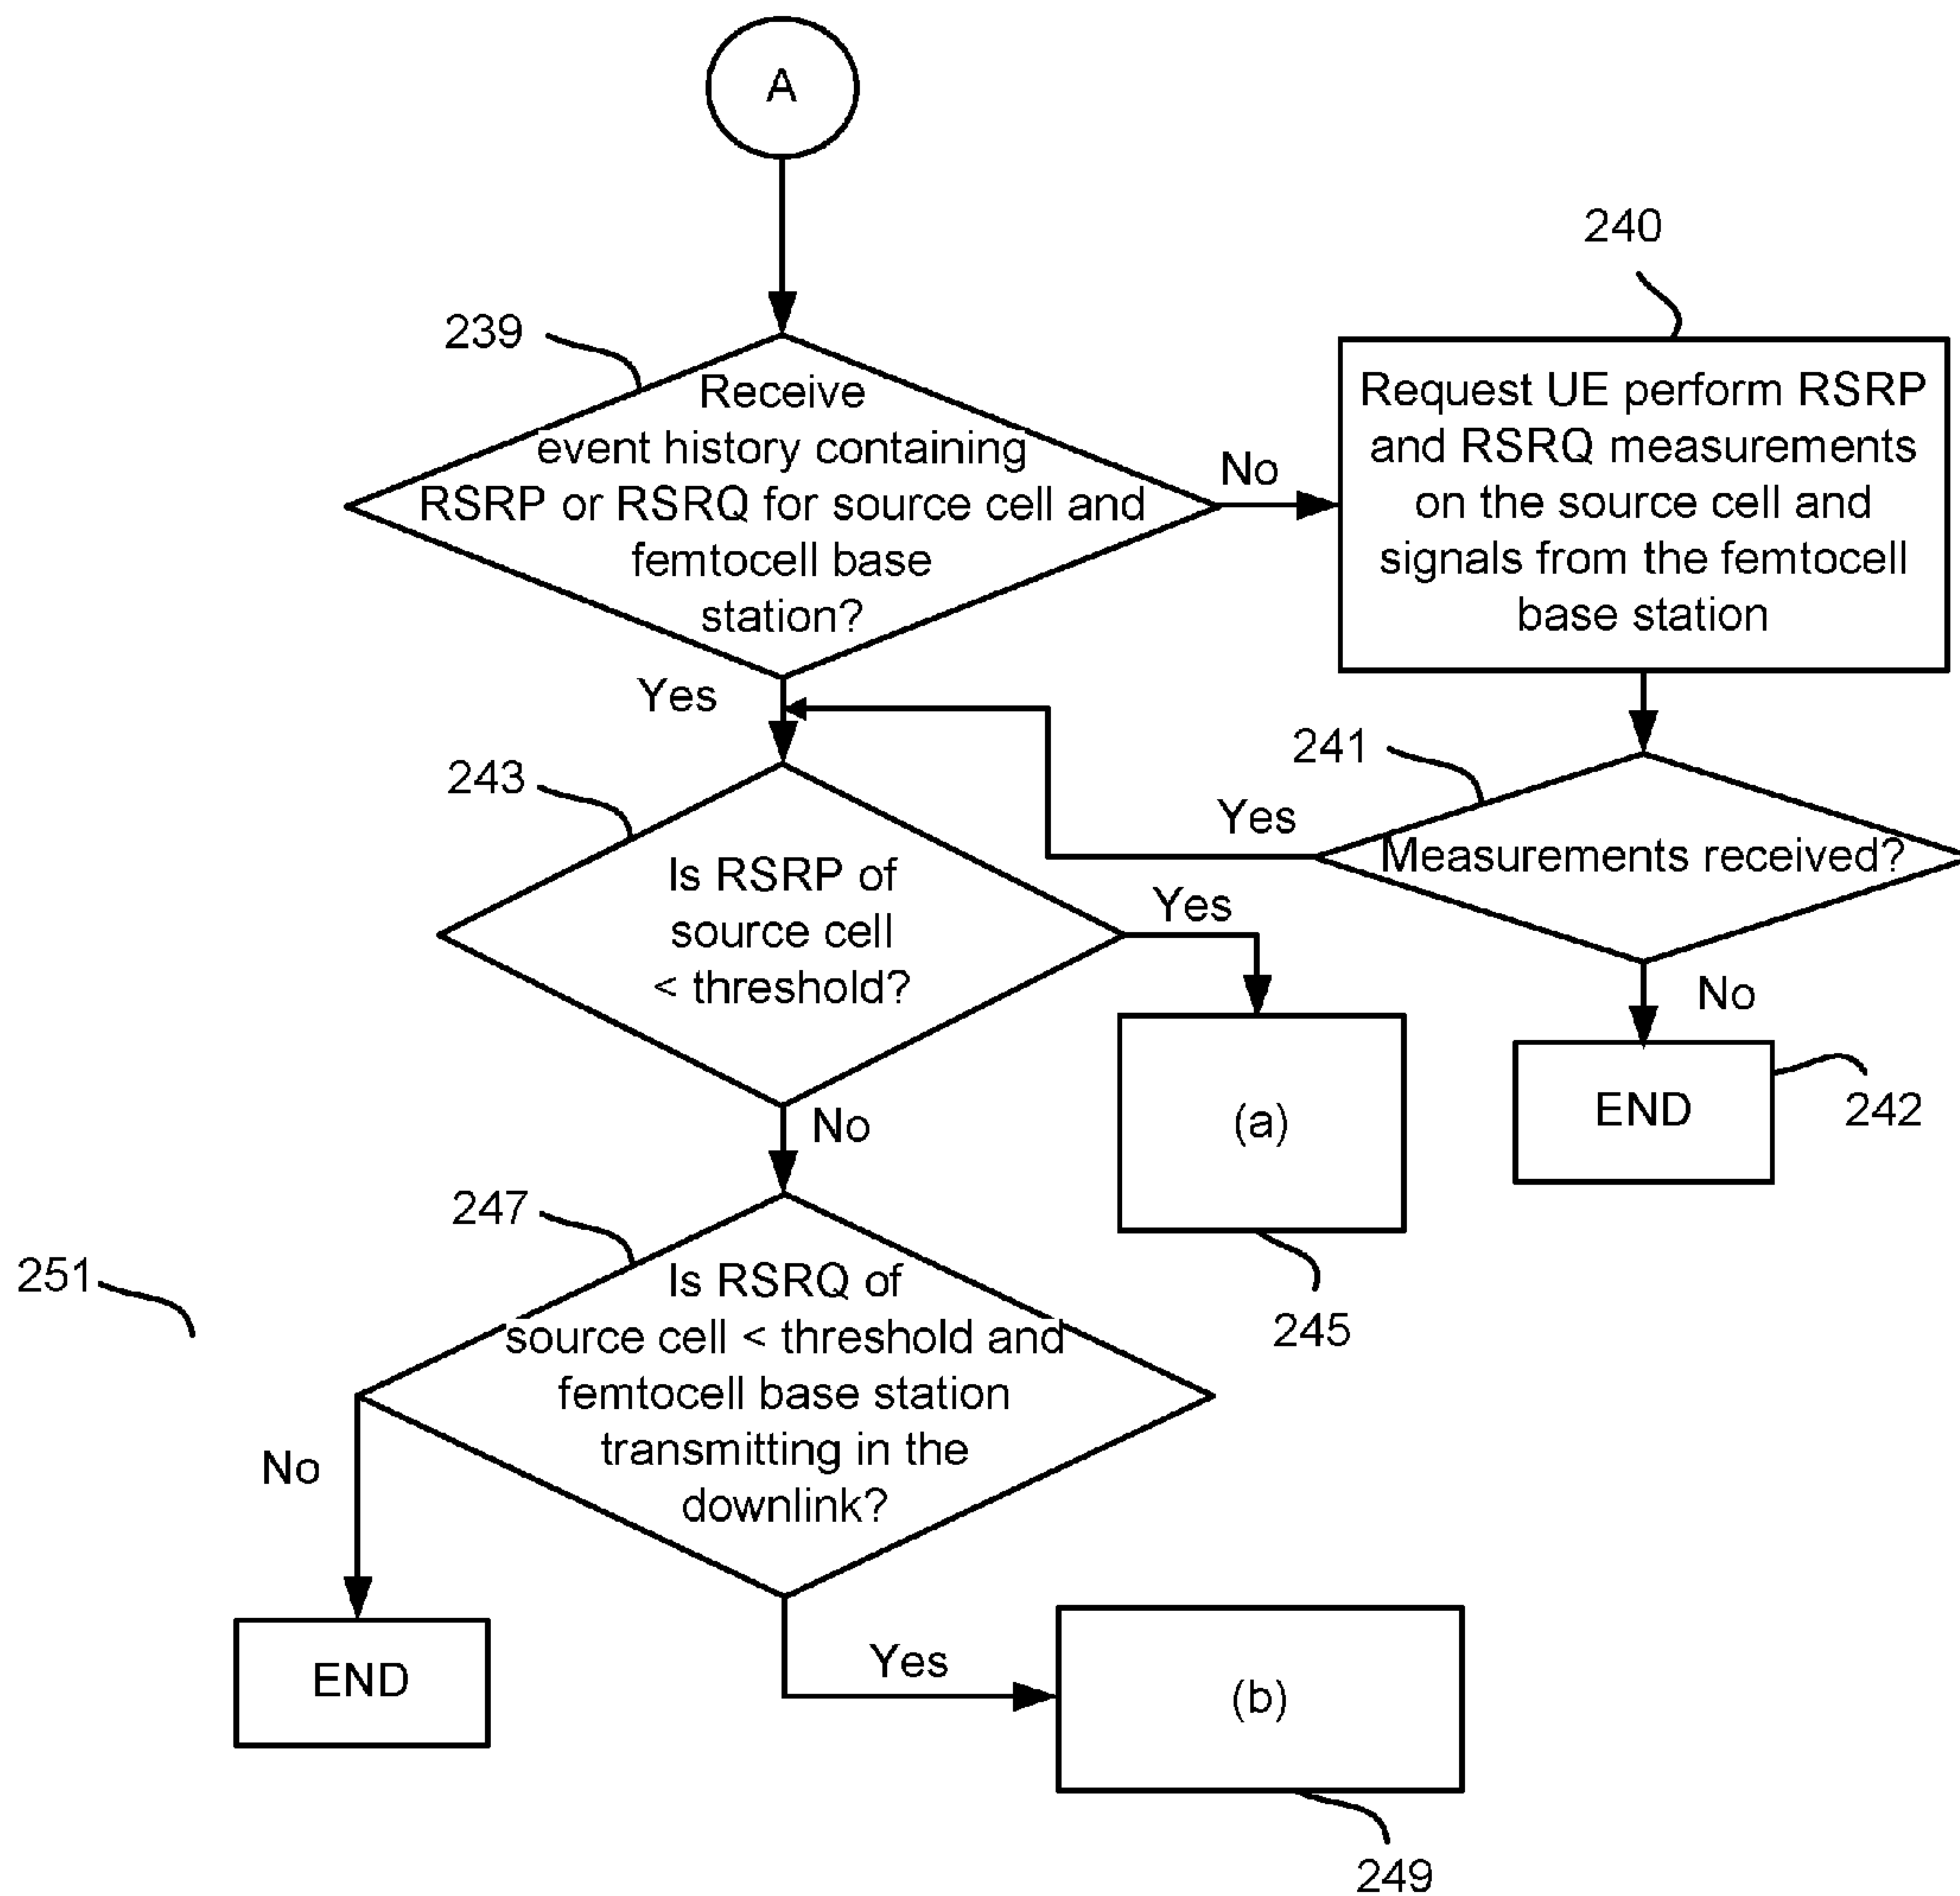 A
239
Receive
event history containing
RSRP or RSRQ for source cell and
femtocell base
station?
No
240
Request UE perform RSRP
and RSRQ measurements
on the source cell and
signals from the femtocell
base station
Yes
241
Measurements received?
Yes
No
END
242
243
Is RSRP of
source cell
< threshold?
Yes
(a)
245
No
247
Is RSRQ of
source cell < threshold and
femtocell base station
transmitting in the
downlink?
251
No
END
Yes
(b)
249